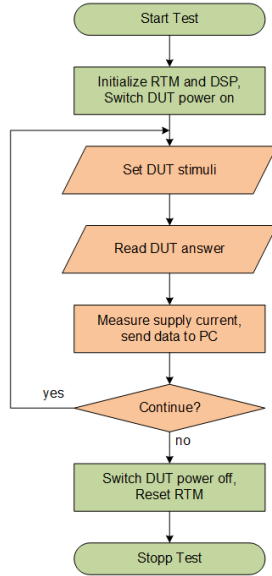 Start Test
Initialize RTM and DSP,
Switch DUT power on
Set DUT stimuli
Read DUT answer
Measure supply current,
send data to PC
yes
Continue?
no
Switch DUT power off,
Reset RTM
Stopp Test